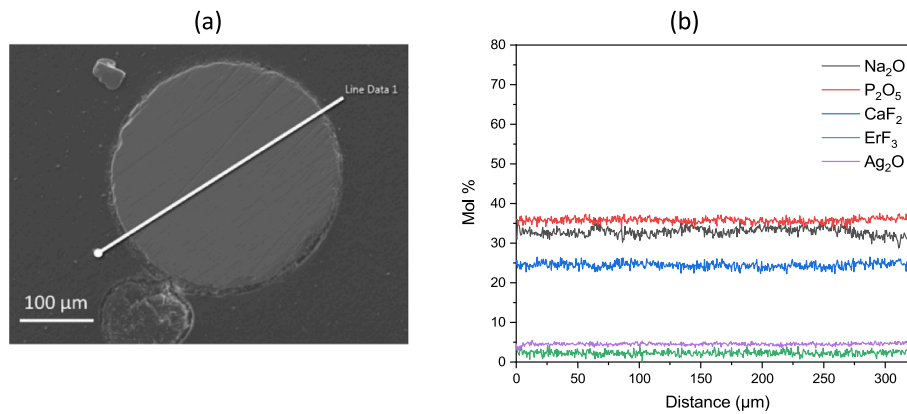 (a)
Line Data 1
100 µm
(b)
80
70
60
50
40
30
20
10
0
Mol %
Na₂O
P₂O₅
CaF₂
ErF₃
Ag₂O
0 50 100 150 200 250 300
Distance (µm)